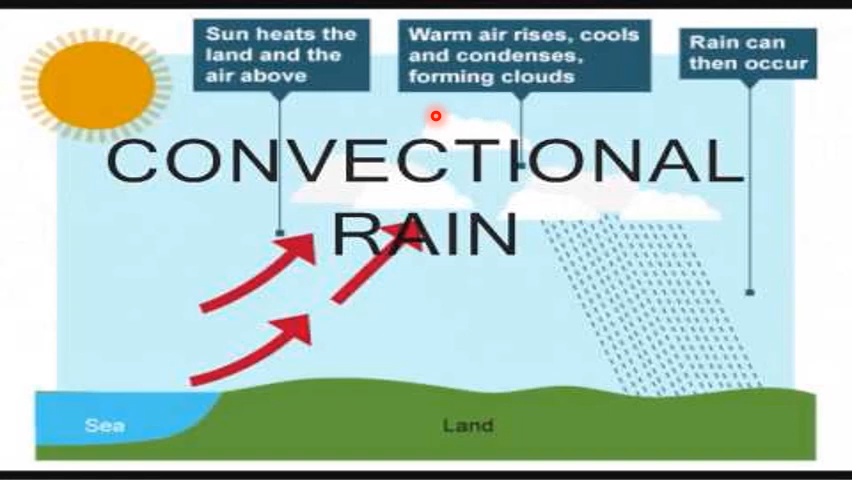 Sun heats the
land and the
air above
Warm air rises, cools
and condenses,
forming clouds
Rain can
then occur
CONVECTIONAL
RAIN
Sea
Land